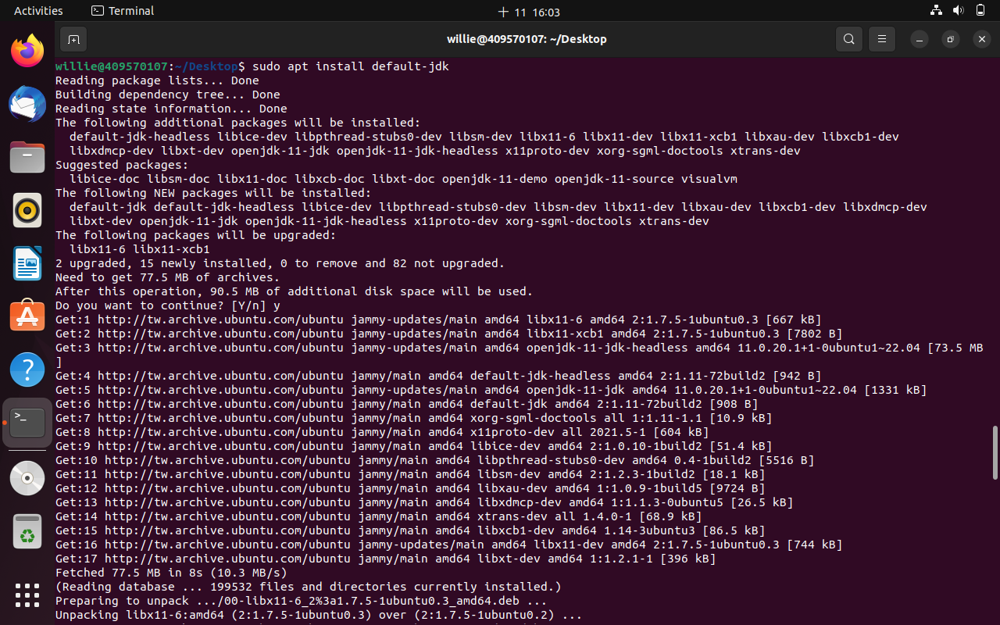 Activities
Terminal
十 11 16:03
willie@409570107: ~/Desktop
willie@409570107:~/Desktop$ sudo apt install default-jdk
Reading package lists... Done
Building dependency tree... Done
Reading state information... Done
The following additional packages will be installed:
  default-jdk-headless libice-dev libpthread-stubs0-dev libsm-dev libx11-6 libx11-dev libx11-xcb1 libxau-dev libxcb1-dev
  libxdmcp-dev libxt-dev openjdk-11-jdk openjdk-11-jdk-headless x11proto-dev xorg-sgml-doctools xtrans-dev
Suggested packages:
  libice-doc libsm-doc libx11-doc libxcb-doc libxt-doc openjdk-11-demo openjdk-11-source visualvm
The following NEW packages will be installed:
  default-jdk default-jdk-headless libice-dev libpthread-stubs0-dev libsm-dev libx11-dev libxau-dev libxcb1-dev libxdmcp-dev
  libxt-dev openjdk-11-jdk openjdk-11-jdk-headless x11proto-dev xorg-sgml-doctools xtrans-dev
The following packages will be upgraded:
  libx11-6 libx11-xcb1
2 upgraded, 15 newly installed, 0 to remove and 82 not upgraded.
Need to get 77.5 MB of archives.
After this operation, 90.5 MB of additional disk space will be used.
Do you want to continue? [Y/n] y
Get:1 http://tw.archive.ubuntu.com/ubuntu jammy-updates/main amd64 libx11-6 amd64 2:1.7.5-1ubuntu0.3 [667 kB]
Get:2 http://tw.archive.ubuntu.com/ubuntu jammy-updates/main amd64 libx11-xcb1 amd64 2:1.7.5-1ubuntu0.3 [7802 B]
Get:3 http://tw.archive.ubuntu.com/ubuntu jammy-updates/main amd64 openjdk-11-jdk-headless amd64 11.0.20.1+1-0ubuntu1~22.04 [73.5 MB
]
Get:4 http://tw.archive.ubuntu.com/ubuntu jammy/main amd64 default-jdk-headless amd64 2:1.11-72build2 [942 B]
Get:5 http://tw.archive.ubuntu.com/ubuntu jammy-updates/main amd64 openjdk-11-jdk amd64 11.0.20.1+1-0ubuntu1~22.04 [1331 kB]
Get:6 http://tw.archive.ubuntu.com/ubuntu jammy/main amd64 default-jdk amd64 2:1.11-72build2 [908 B]
Get:7 http://tw.archive.ubuntu.com/ubuntu jammy/main amd64 xorg-sgml-doctools all 1:1.11-1.1 [10.9 kB]
Get:8 http://tw.archive.ubuntu.com/ubuntu jammy/main amd64 x11proto-dev all 2021.5-1 [604 kB]
Get:9 http://tw.archive.ubuntu.com/ubuntu jammy/main amd64 libice-dev amd64 2:1.0.10-1build2 [51.4 kB]
Get:10 http://tw.archive.ubuntu.com/ubuntu jammy/main amd64 libpthread-stubs0-dev amd64 0.4-1build2 [5516 B]
Get:11 http://tw.archive.ubuntu.com/ubuntu jammy/main amd64 libsm-dev amd64 2:1.2.3-1build2 [18.1 kB]
Get:12 http://tw.archive.ubuntu.com/ubuntu jammy/main amd64 libxau-dev amd64 1:1.0.9-1build5 [9724 B]
Get:13 http://tw.archive.ubuntu.com/ubuntu jammy/main amd64 libxdmcp-dev amd64 1:1.1.3-0ubuntu5 [26.5 kB]
Get:14 http://tw.archive.ubuntu.com/ubuntu jammy/main amd64 xtrans-dev all 1.4.0-1 [68.9 kB]
Get:15 http://tw.archive.ubuntu.com/ubuntu jammy/main amd64 libxcb1-dev amd64 1.14-3ubuntu3 [86.5 kB]
Get:16 http://tw.archive.ubuntu.com/ubuntu jammy-updates/main amd64 libx11-dev amd64 2:1.7.5-1ubuntu0.3 [744 kB]
Get:17 http://tw.archive.ubuntu.com/ubuntu jammy/main amd64 libxt-dev amd64 1:1.2.1-1 [396 kB]
Fetched 77.5 MB in 8s (10.3 MB/s)
(Reading database ... 199532 files and directories currently installed.)
Preparing to unpack .../00-libx11-6_2%3a1.7.5-1ubuntu0.3_amd64.deb ...
Unpacking libx11-6:amd64 (2:1.7.5-1ubuntu0.3) over (2:1.7.5-1ubuntu0.2) ...